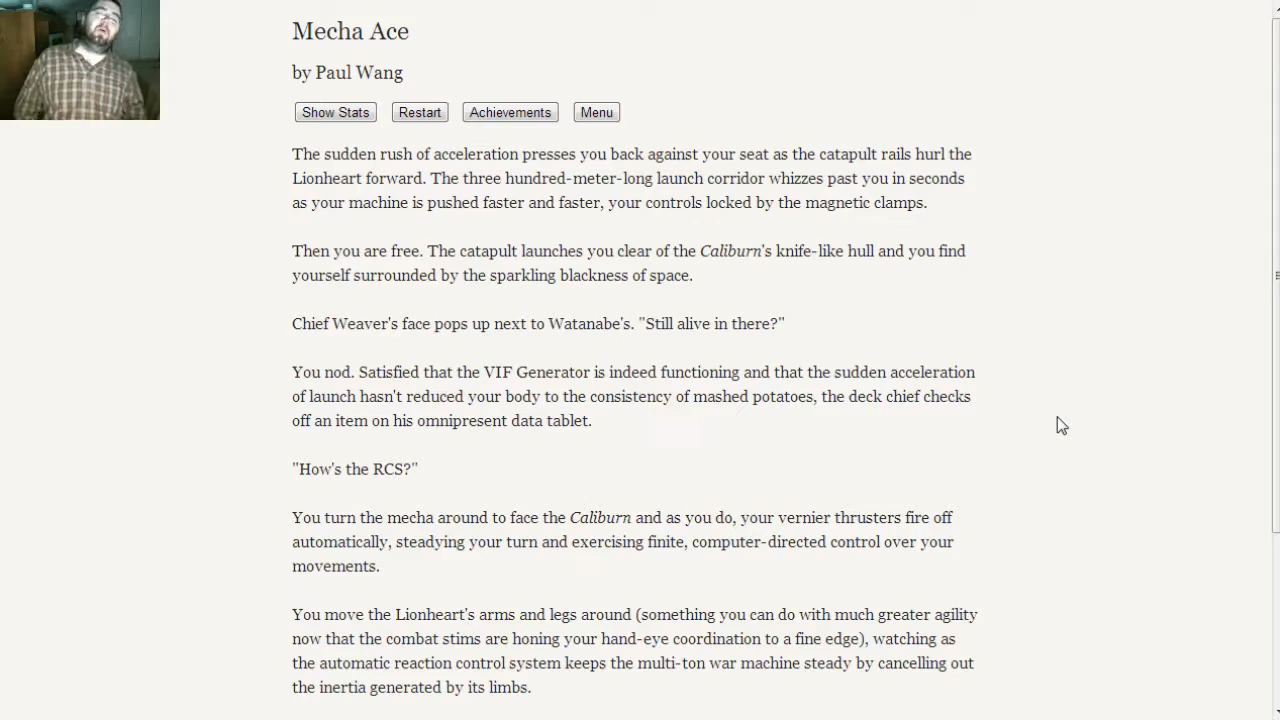 Mecha Ace
by Paul Wang
Show Stats Restart Achievements Menu
The sudden rush of acceleration presses you back against your seat as the catapult rails hurl the
Lionheart forward. The three hundred-meter-long launch corridor whizzes past you in seconds
as your machine is pushed faster and faster, your controls locked by the magnetic clamps.
Then you are free. The catapult launches you clear of the Caliburn's knife-like hull and you find
yourself surrounded by the sparkling blackness of space.
Chief Weaver's face pops up next to Watanabe's. "Still alive in there?"
You nod. Satisfied that the VIF Generator is indeed functioning and that the sudden acceleration
of launch hasn't reduced your body to the consistency of mashed potatoes, the deck chief checks
off an item on his omnipresent data tablet.
"How's the RCS?"
You turn the mecha around to face the Caliburn and as you do, your vernier thrusters fire off
automatically, steadying your turn and exercising finite, computer-directed control over your
movements.
You move the Lionheart's arms and legs around (something you can do with much greater agility
now that the combat stims are honing your hand-eye coordination to a fine edge), watching as
the automatic reaction control system keeps the multi-ton war machine steady by cancelling out
the inertia generated by its limbs.